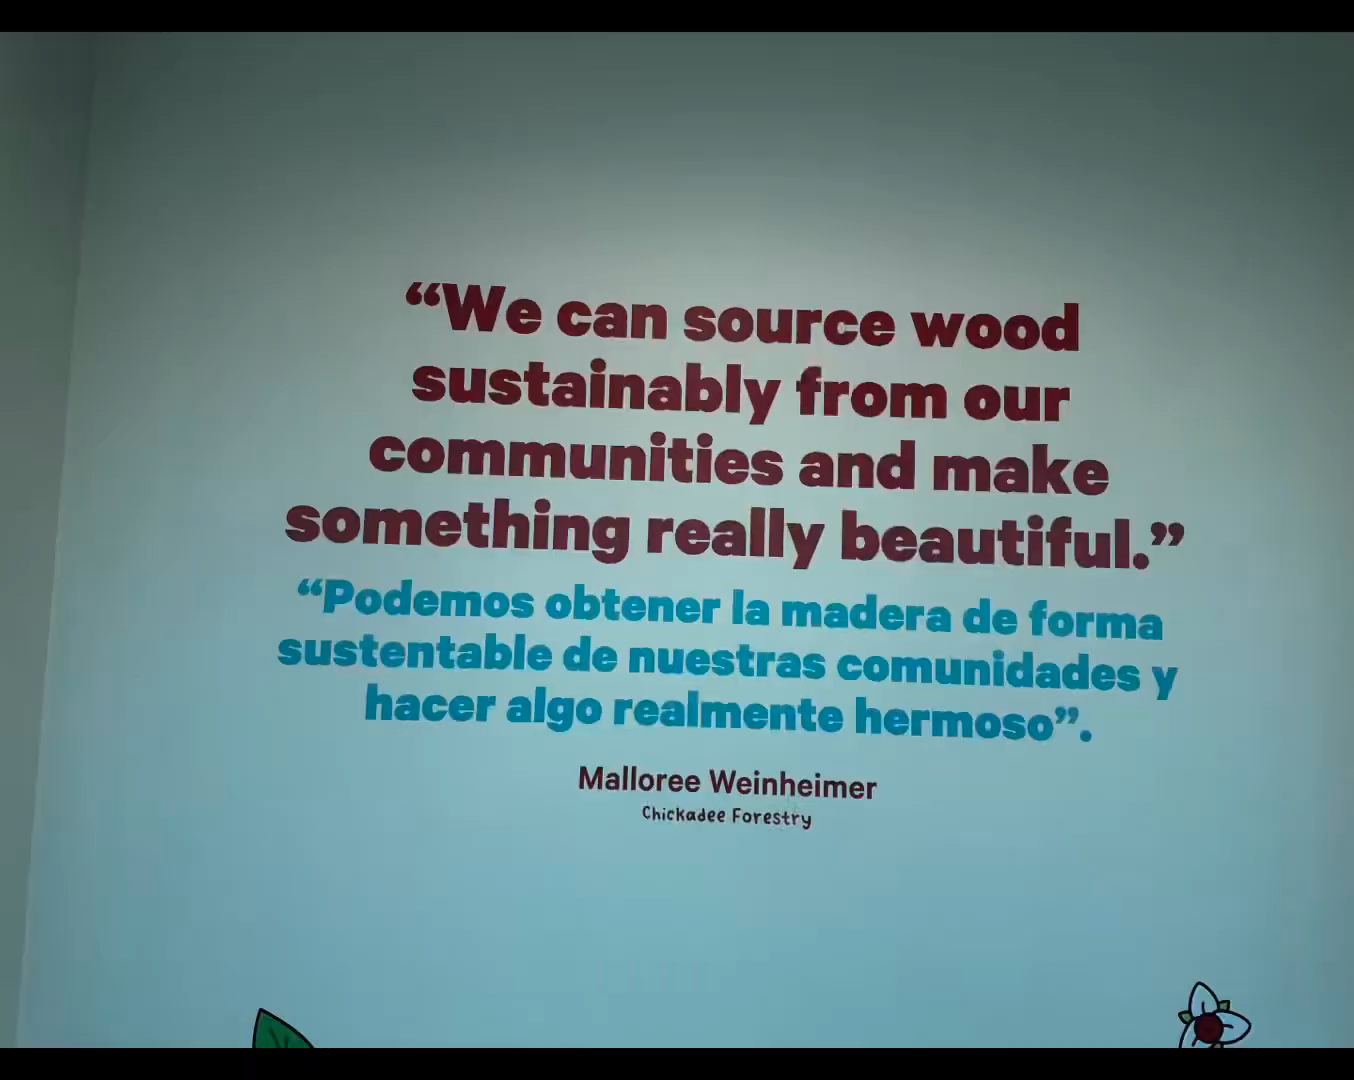 “We can source wood
sustainably from our
communities and make
something really beautiful.”
“Podemos obtener la madera de forma
sustentable de nuestras comunidades y
hacer algo realmente hermoso”.
Malloree Weinheimer
Chickadee Forestry